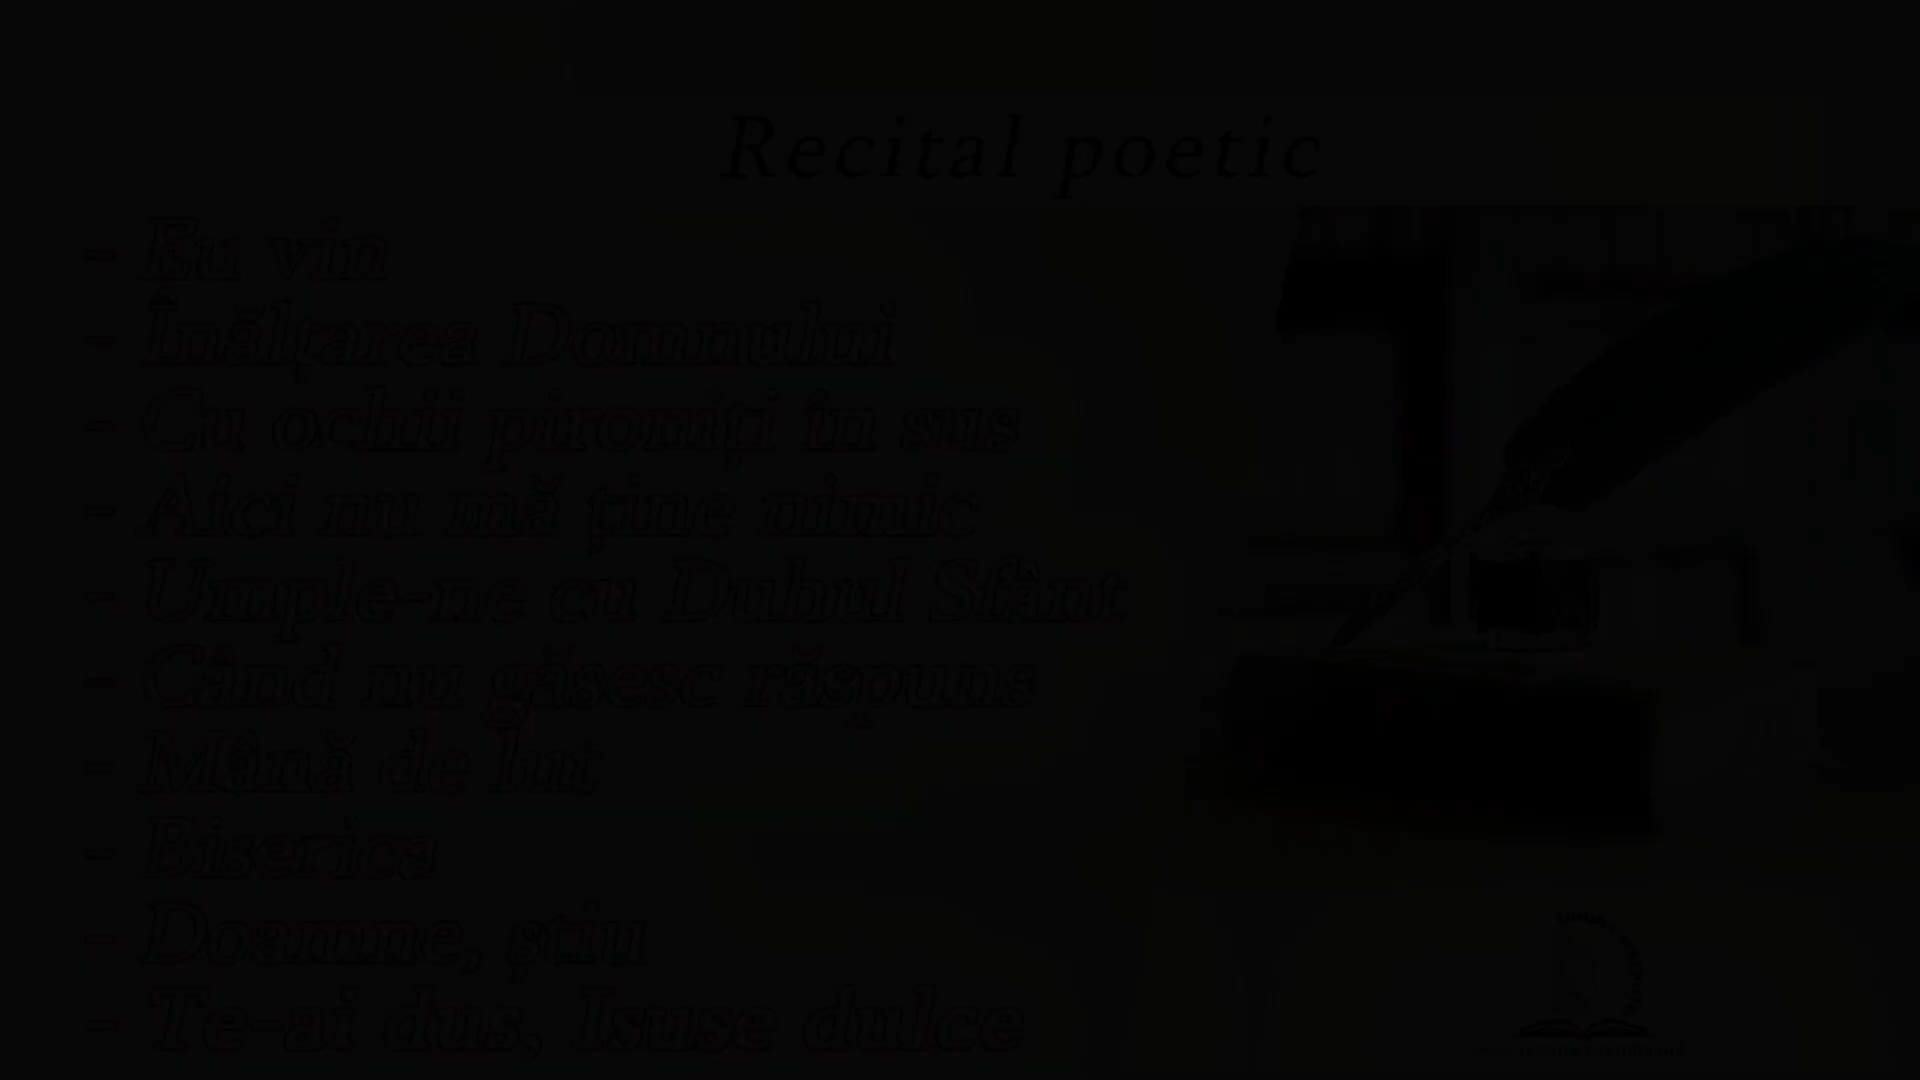 Recital poetic
- Eu vin
- Înălțarea Domnului
- Cu ochii pironiți în sus
- Aici nu mă ține nimic
- Umple-ne cu Duhul Sfânt
- Când nu găsesc răspuns
- Mână de lut
- Biserica
- Doamne, știu
- Te-ai dus, Isuse dulce